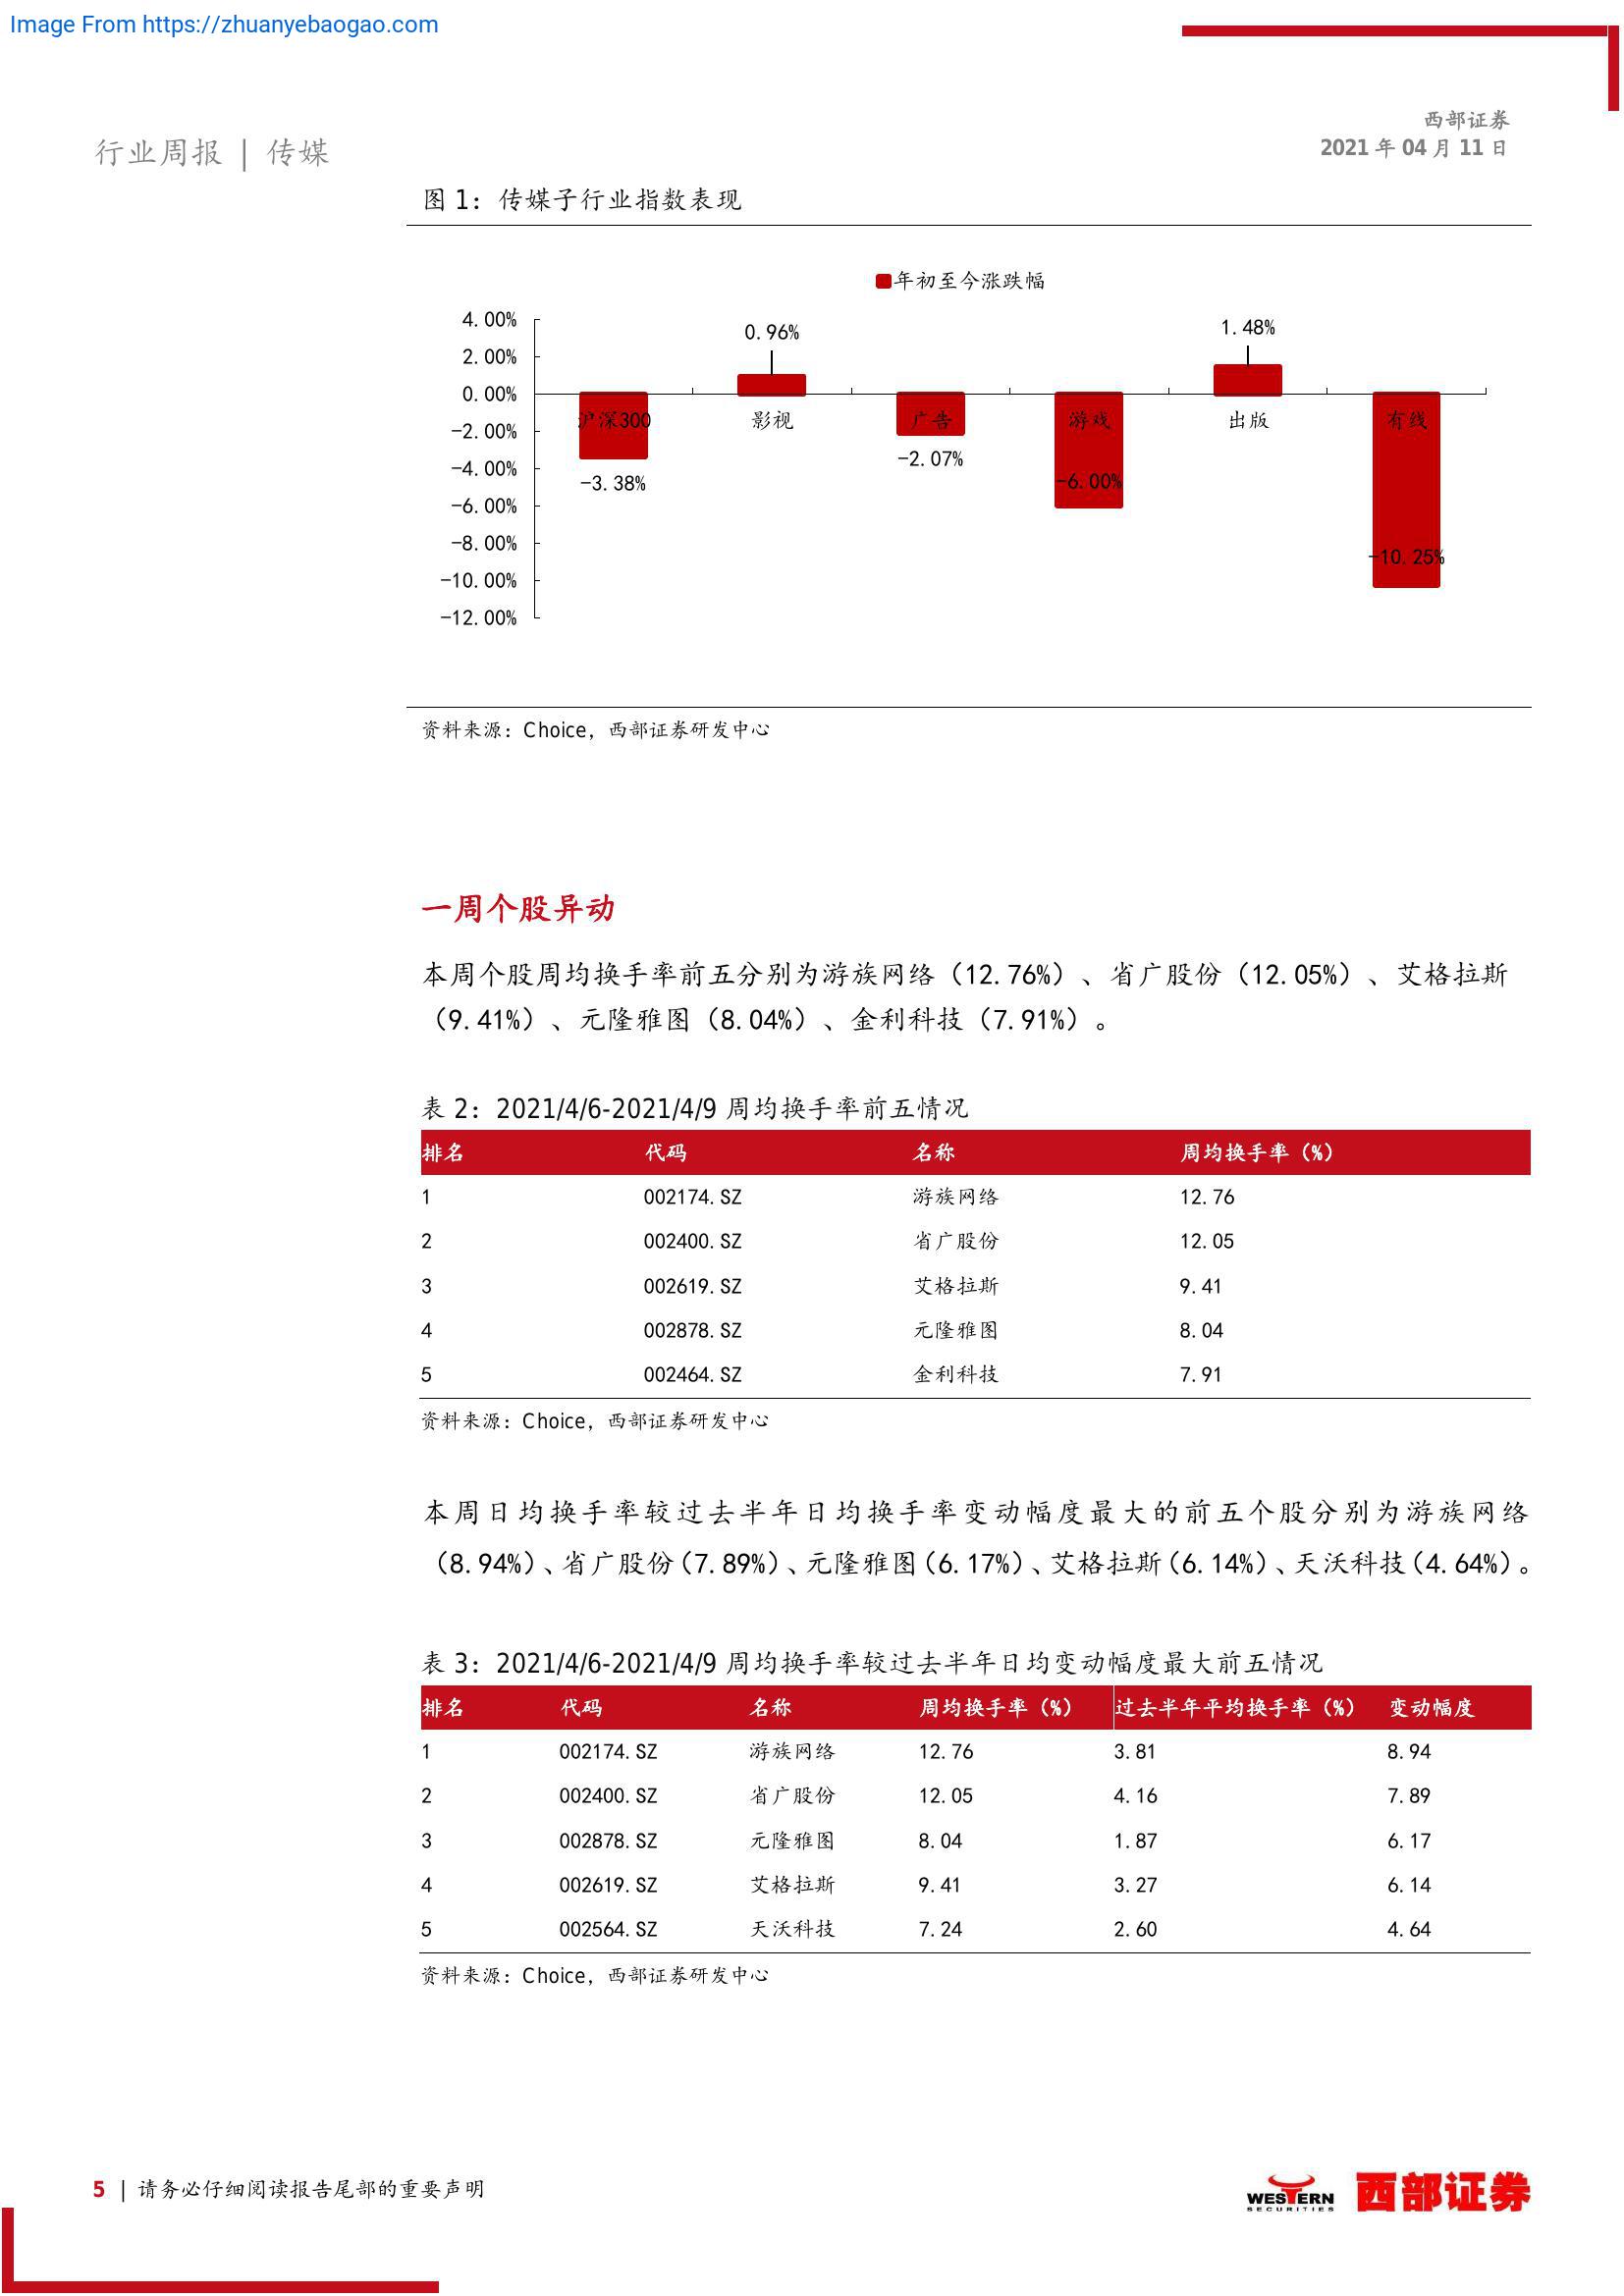 Image From https://zhuanyebaogao.com
西部证券
2021 年 04 月 11 日
行业周报 | 传媒
图 1：传媒子行业指数表现
年初至今涨跌幅
4.00%
2.00%
0.00%
-2.00%
-4.00%
-6.00%
-8.00%
-10.00%
-12.00%
0.96%
1.48%
沪深300
影视
广告
游戏
出版
有线
-3.38%
-2.07%
-6.00%
-10.25%
资料来源：Choice，西部证券研发中心
一周个股异动
本周个股周均换手率前五分别为游族网络（12.76%）、省广股份（12.05%）、艾格拉斯
（9.41%）、元隆雅图（8.04%）、金利科技（7.91%）。
表 2：2021/4/6-2021/4/9 周均换手率前五情况
排名 代码 名称 周均换手率（%）
1 002174.SZ 游族网络 12.76
2 002400.SZ 省广股份 12.05
3 002619.SZ 艾格拉斯 9.41
4 002878.SZ 元隆雅图 8.04
5 002464.SZ 金利科技 7.91
资料来源：Choice，西部证券研发中心
本周日均换手率较过去半年日均换手率变动幅度最大的前五个股分别为游族网络
（8.94%）、省广股份（7.89%）、元隆雅图（6.17%）、艾格拉斯（6.14%）、天沃科技（4.64%）。
表 3：2021/4/6-2021/4/9 周均换手率较过去半年日均变动幅度最大前五情况
排名 代码 名称 周均换手率（%） 过去半年平均换手率（%） 变动幅度
1 002174.SZ 游族网络 12.76 3.81 8.94
2 002400.SZ 省广股份 12.05 4.16 7.89
3 002878.SZ 元隆雅图 8.04 1.87 6.17
4 002619.SZ 艾格拉斯 9.41 3.27 6.14
5 002564.SZ 天沃科技 7.24 2.60 4.64
资料来源：Choice，西部证券研发中心
5 | 请务必仔细阅读报告尾部的重要声明
WESTERN
SECURITIES
西部证券